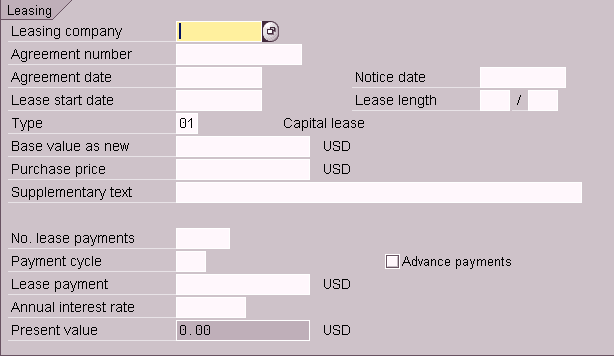 Leasing
Leasing company
Agreement number
Agreement date Notice date
Lease start date Lease length /
Type 01 Capital lease
Base value as new USD
Purchase price USD
Supplementary text
No. lease payments
Payment cycle Advance payments
Lease payment USD
Annual interest rate
Present value 0.00 USD